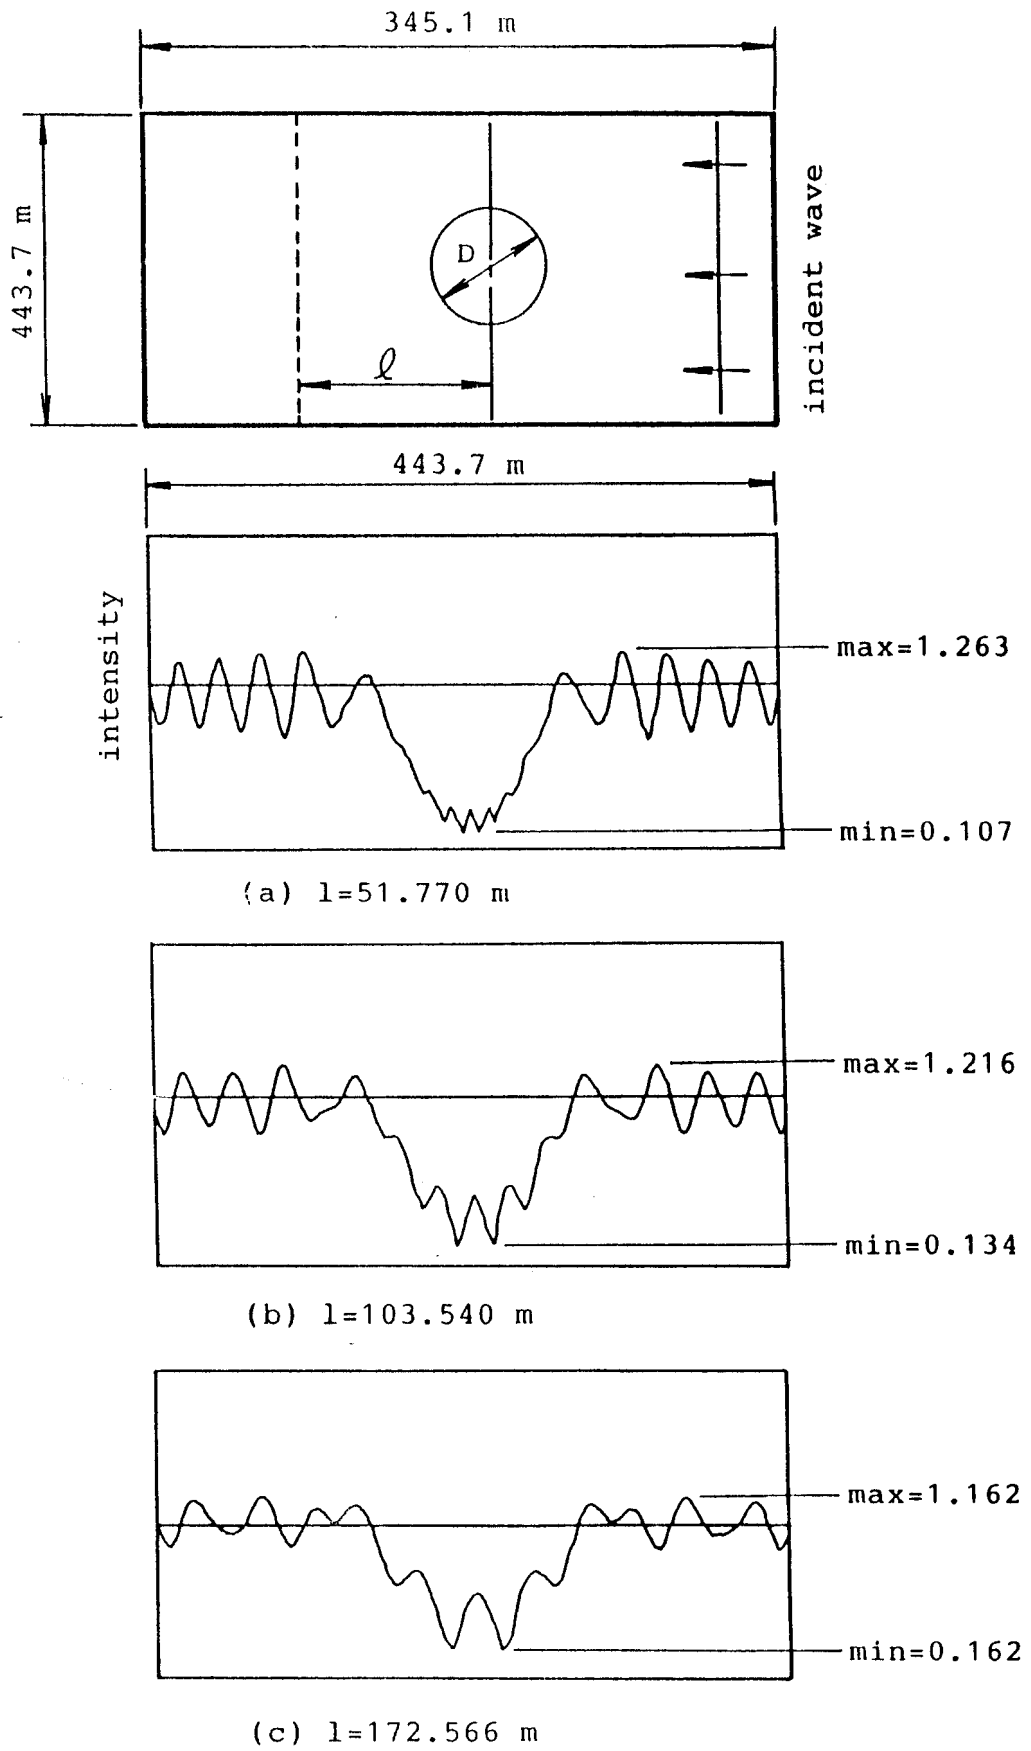 345.1 m
443.7 m
D
ℓ
incident wave
443.7 m
intensity
max=1.263
min=0.107
(a) l=51.770 m
max=1.216
min=0.134
(b) l=103.540 m
max=1.162
min=0.162
(c) l=172.566 m